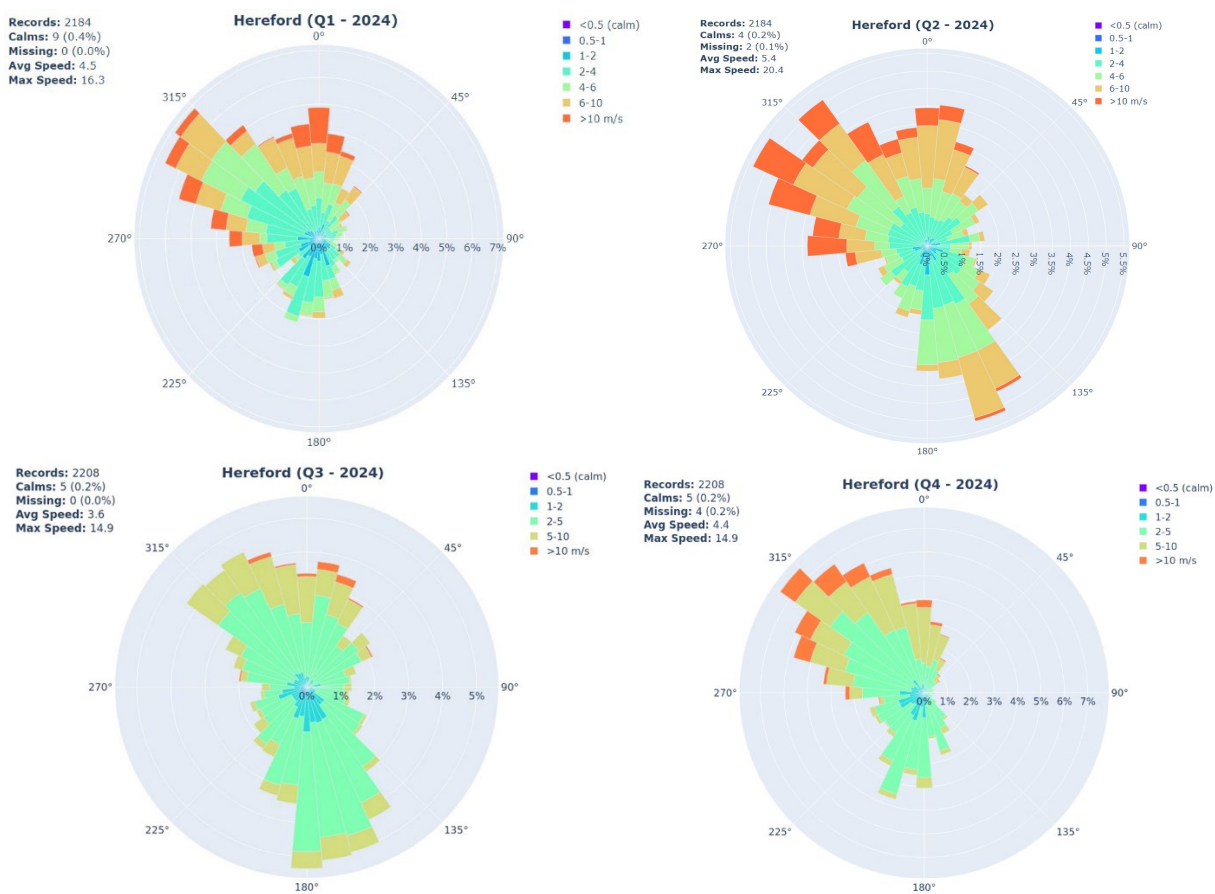 Hereford (Q1 - 2024)
Records: 2184
Calms: 9 (0.4%)
Missing: 0 (0.0%)
Avg Speed: 4.5
Max Speed: 16.3
0°
45°
90°
135°
180°
225°
270°
315°
0% 1% 2% 3% 4% 5% 6% 7%
<0.5 (calm)
0.5-1
1-2
2-4
4-6
6-10
>10 m/s
Hereford (Q2 - 2024)
Records: 2184
Calms: 4 (0.2%)
Missing: 2 (0.1%)
Avg Speed: 5.4
Max Speed: 20.4
0°
45°
90°
135°
180°
225°
270°
315°
0% 0.5% 1% 1.5% 2% 2.5% 3% 3.5% 4% 4.5% 5% 5.5%
<0.5 (calm)
0.5-1
1-2
2-4
4-6
6-10
>10 m/s
Hereford (Q3 - 2024)
Records: 2208
Calms: 5 (0.2%)
Missing: 0 (0.0%)
Avg Speed: 3.6
Max Speed: 14.9
0°
45°
90°
135°
180°
225°
270°
315°
0% 1% 2% 3% 4% 5%
<0.5 (calm)
0.5-1
1-2
2-5
5-10
>10 m/s
Hereford (Q4 - 2024)
Records: 2208
Calms: 5 (0.2%)
Missing: 4 (0.2%)
Avg Speed: 4.4
Max Speed: 14.9
0°
45°
90°
135°
180°
225°
270°
315°
0% 1% 2% 3% 4% 5% 6% 7%
<0.5 (calm)
0.5-1
1-2
2-5
5-10
>10 m/s